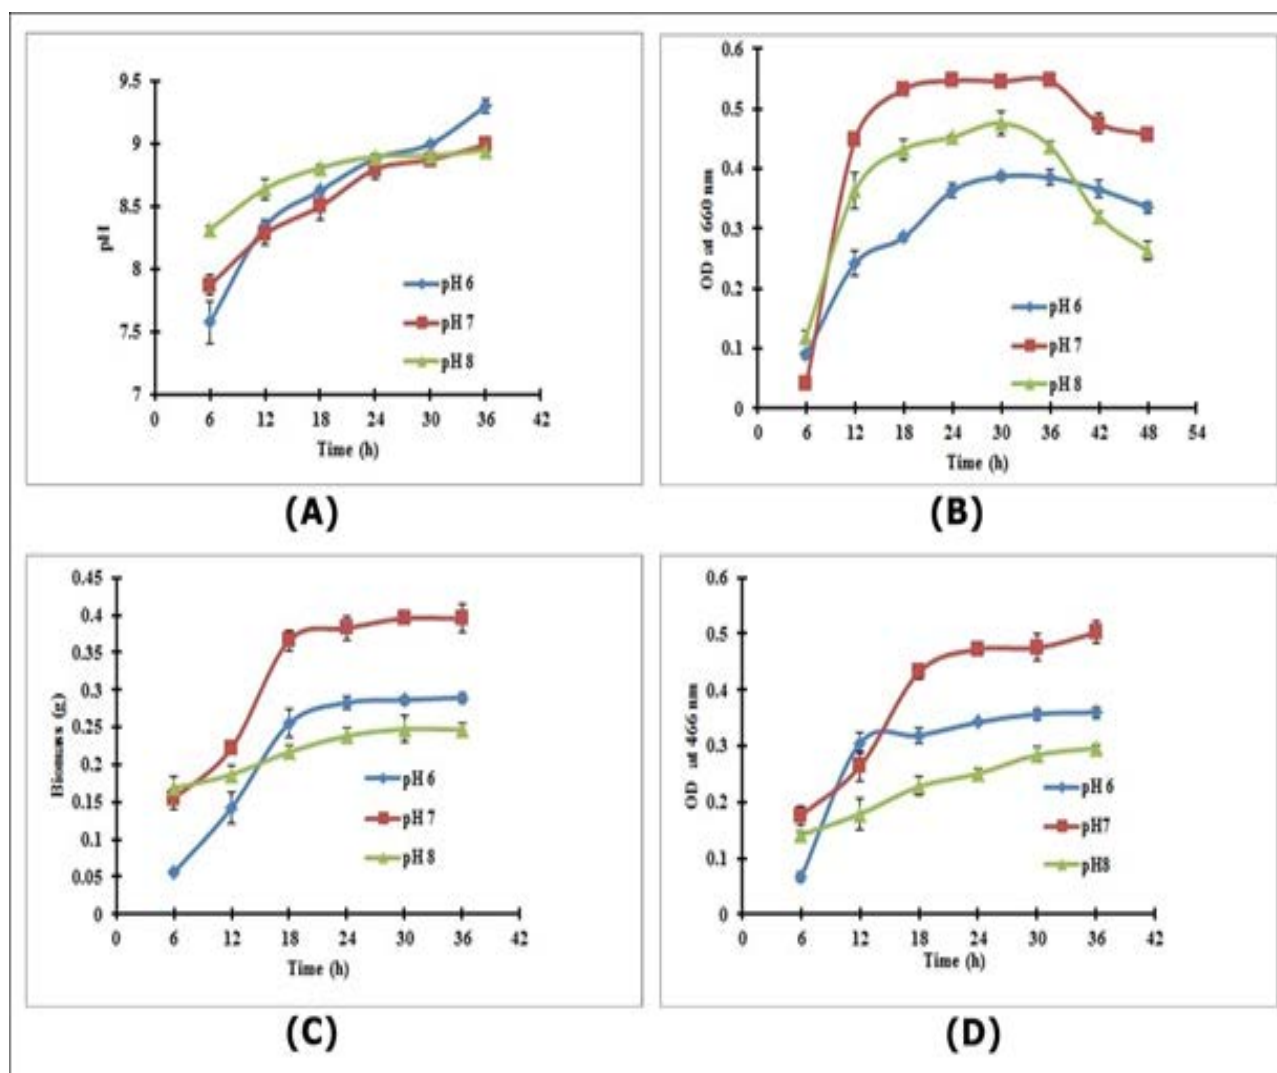 9.5
9
8.5
8
7.5
7
pH
0 6 12 18 24 30 36 42
Time (h)
pH 6
pH 7
pH 8
(A)
0.6
0.5
0.4
0.3
0.2
0.1
0
OD at 660 nm
0 6 12 18 24 30 36 42 48 54
Time (h)
pH 6
pH 7
pH 8
(B)
0.45
0.4
0.35
0.3
0.25
0.2
0.15
0.1
0.05
0
Biomass (g)
0 6 12 18 24 30 36 42
Time (h)
pH 6
pH 7
pH 8
(C)
0.6
0.5
0.4
0.3
0.2
0.1
0
OD at 466 nm
0 6 12 18 24 30 36 42
Time (h)
pH 6
pH7
pH8
(D)